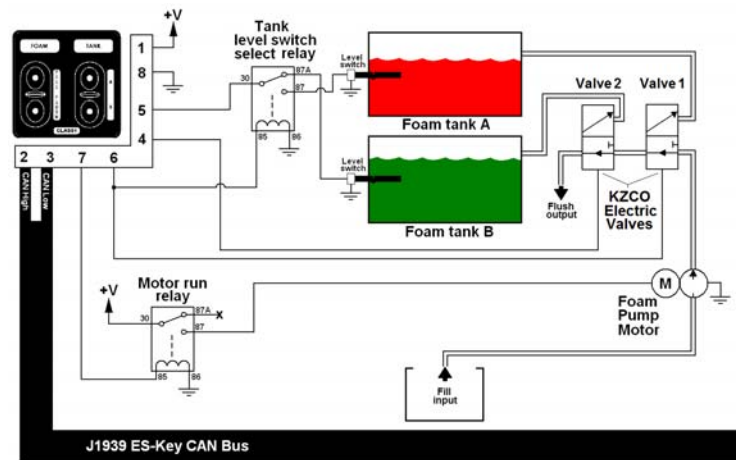 +V
Tank
level switch
select relay
FOAM
TANK
CLASS1
1
8
5
4
2
3
7
6
CAN High
CAN Low
30
87A
87
85
86
Level
switch
Foam tank A
Level
switch
Foam tank B
Valve 2
Valve 1
Flush
output
KZCO
Electric
Valves
Motor run
relay
+V
30
87A
X
87
85
86
M
Foam
Pump
Motor
Fill
input
J1939 ES-Key CAN Bus